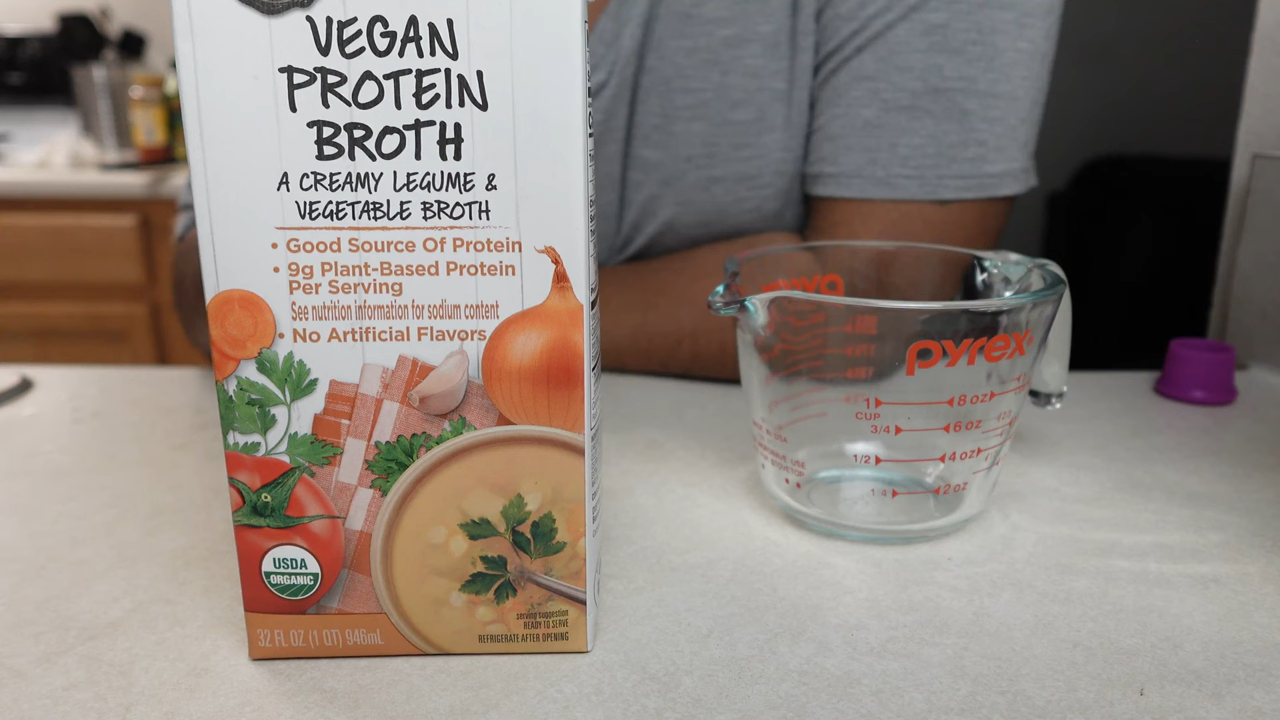 VEGAN
PROTEIN
BROTH
A CREAMY LEGUME &
VEGETABLE BROTH
• Good Source Of Protein
• 9g Plant-Based Protein
Per Serving
See nutrition information for sodium content
• No Artificial Flavors
USDA
ORGANIC
32 FL OZ (1 QT) 946mL
serving suggestion
READY TO SERVE
REFRIGERATE AFTER OPENING
PYREX
1 8 OZ
CUP
3/4 6 OZ
1/2 4 OZ
1 4 2 OZ